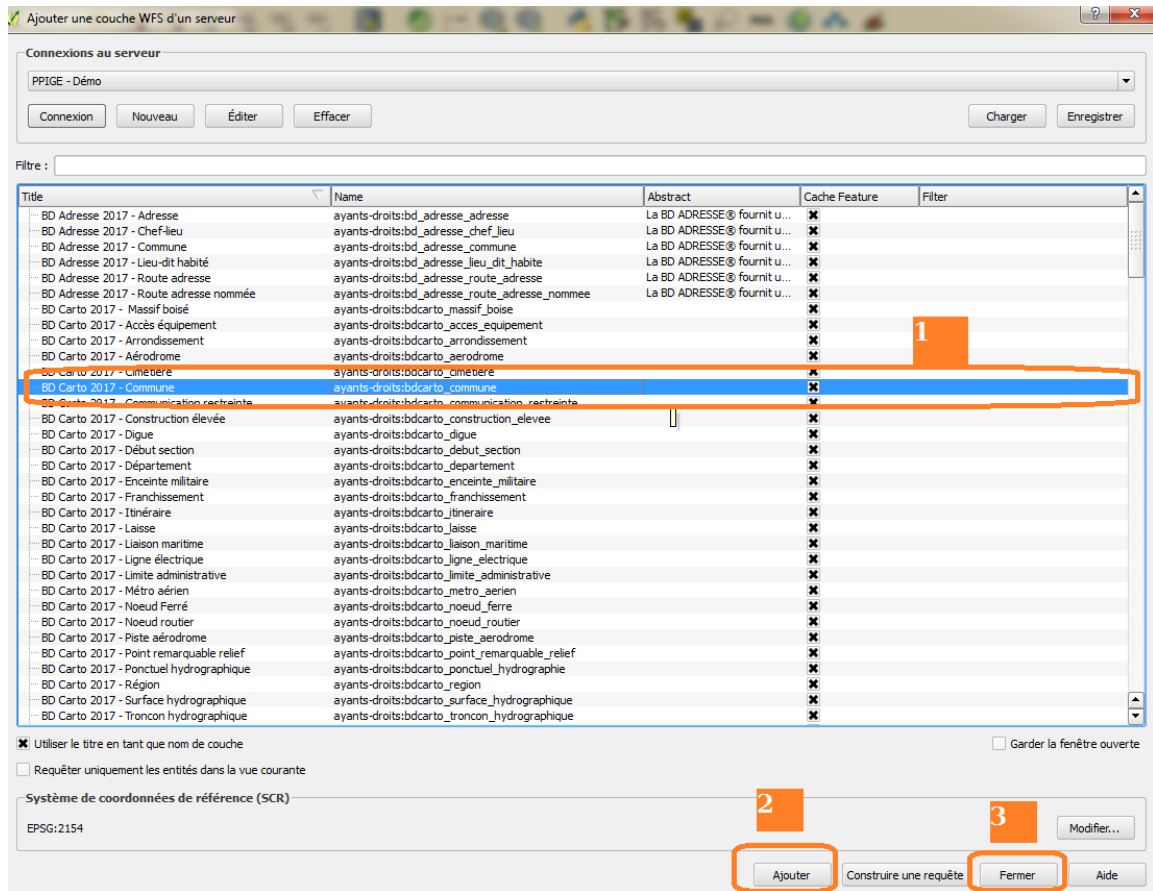 Ajouter une couche WFS d'un serveur
Connexions au serveur
PPIGE - Démo
Connexion Nouveau Éditer Effacer Charger Enregistrer
Filtre :
Title Name Abstract Cache Feature Filter
BD Adresse 2017 - Adresse ayants-droits:bd_adresse_adresse La BD ADRESSE® fournit u...
BD Adresse 2017 - Chef-lieu ayants-droits:bd_adresse_chef_lieu La BD ADRESSE® fournit u...
BD Adresse 2017 - Commune ayants-droits:bd_adresse_commune La BD ADRESSE® fournit u...
BD Adresse 2017 - Lieu-dit habité ayants-droits:bd_adresse_lieu_dit_habite La BD ADRESSE® fournit u...
BD Adresse 2017 - Route adresse ayants-droits:bd_adresse_route_adresse La BD ADRESSE® fournit u...
BD Adresse 2017 - Route adresse nommée ayants-droits:bd_adresse_route_adresse_nommee La BD ADRESSE® fournit u...
BD Carto 2017 - Massif boisé ayants-droits:bdcarto_massif_boise
BD Carto 2017 - Accès équipement ayants-droits:bdcarto_acces_equipement
1
BD Carto 2017 - Arrondissement ayants-droits:bdcarto_arrondissement
BD Carto 2017 - Aérodrome ayants-droits:bdcarto_aerodrome
BD Carto 2017 - Cimetière ayants-droits:bdcarto_cimetiere
BD Carto 2017 - Commune ayants-droits:bdcarto_commune
BD Carto 2017 - Communication restreinte ayants-droits:bdcarto_communication_restreinte
BD Carto 2017 - Construction élevée ayants-droits:bdcarto_construction_elevee
BD Carto 2017 - Digue ayants-droits:bdcarto_digue
BD Carto 2017 - Début section ayants-droits:bdcarto_debut_section
BD Carto 2017 - Département ayants-droits:bdcarto_departement
BD Carto 2017 - Enceinte militaire ayants-droits:bdcarto_enceinte_militaire
BD Carto 2017 - Franchissement ayants-droits:bdcarto_franchissement
BD Carto 2017 - Itinéraire ayants-droits:bdcarto_itineraire
BD Carto 2017 - Laisse ayants-droits:bdcarto_laisse
BD Carto 2017 - Liaison maritime ayants-droits:bdcarto_liaison_maritime
BD Carto 2017 - Ligne électrique ayants-droits:bdcarto_ligne_electrique
BD Carto 2017 - Limite administrative ayants-droits:bdcarto_limite_administrative
BD Carto 2017 - Métro aérien ayants-droits:bdcarto_metro_aerien
BD Carto 2017 - Noeud Ferré ayants-droits:bdcarto_noeud_ferre
BD Carto 2017 - Noeud routier ayants-droits:bdcarto_noeud_routier
BD Carto 2017 - Piste aérodrome ayants-droits:bdcarto_piste_aerodrome
BD Carto 2017 - Point remarquable relief ayants-droits:bdcarto_point_remarquable_relief
BD Carto 2017 - Ponctuel hydrographique ayants-droits:bdcarto_ponctuel_hydrographie
BD Carto 2017 - Région ayants-droits:bdcarto_region
BD Carto 2017 - Surface hydrographique ayants-droits:bdcarto_surface_hydrographique
BD Carto 2017 - Troncon hydrographique ayants-droits:bdcarto_troncon_hydrographique
Utiliser le titre en tant que nom de couche Garder la fenêtre ouverte
Requêter uniquement les entités dans la vue courante
Système de coordonnées de référence (SCR)
2
3
EPSG:2154 Modifier...
Ajouter Construire une requête Fermer Aide